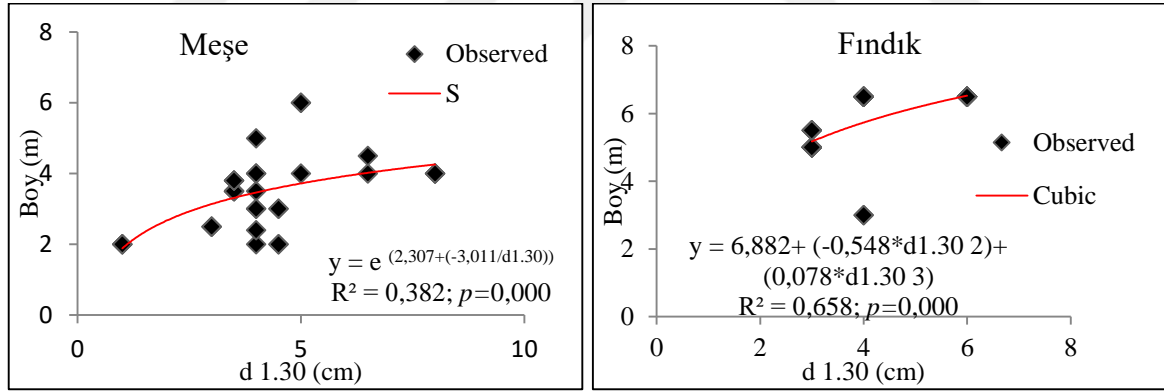 Meşe
Observed
S
8
6
4
2
0
0
5
10
Boy (m)
d 1.30 (cm)
y = e (2,307+(-3,011/d1.30))
R² = 0,382; p=0,000
Fındık
Observed
Cubic
8
6
4
2
0
0
2
4
6
8
Boy (m)
d 1.30 (cm)
y = 6,882+ (-0,548*d1.30 2)+
(0,078*d1.30 3)
R² = 0,658; p=0,000